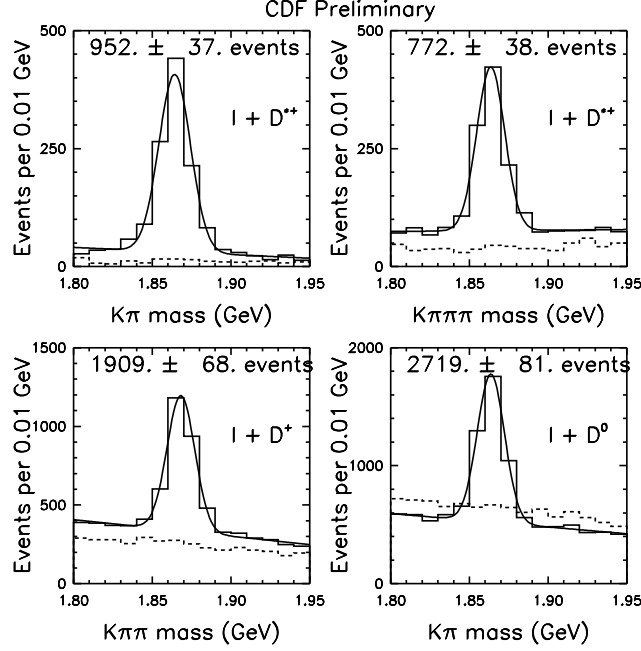 CDF Preliminary
952. ± 37. events
l + D*+
Events per 0.01 GeV
500
250
0
1.80 1.85 1.90 1.95
Kπ mass (GeV)
772. ± 38. events
l + D*+
Events per 0.01 GeV
500
250
0
1.80 1.85 1.90 1.95
Kπππ mass (GeV)
1909. ± 68. events
l + D+
Events per 0.01 GeV
1500
1000
500
0
1.80 1.85 1.90 1.95
Kππ mass (GeV)
2719. ± 81. events
l + D⁰
Events per 0.01 GeV
2000
1000
0
1.80 1.85 1.90 1.95
Kπ mass (GeV)